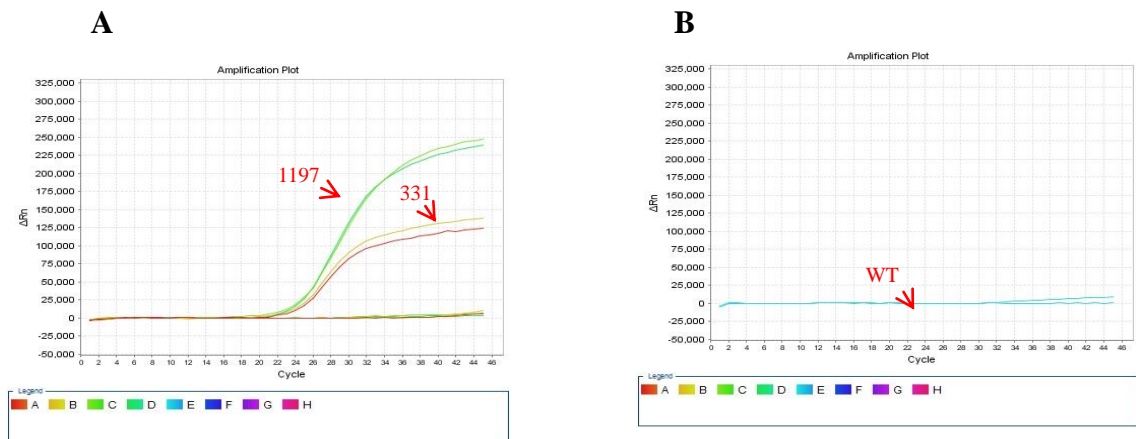 A
Amplification Plot
325,000
300,000
275,000
250,000
225,000
200,000
175,000
150,000
125,000
100,000
75,000
50,000
25,000
0
-25,000
-50,000
ΔRn
1197
331
0 2 4 6 8 10 12 14 16 18 20 22 24 26 28 30 32 34 36 38 40 42 44 46
Cycle
Legend
A B C D E F G H
B
Amplification Plot
325,000
300,000
275,000
250,000
225,000
200,000
175,000
150,000
125,000
100,000
75,000
50,000
25,000
0
-25,000
-50,000
ΔRn
WT
0 2 4 6 8 10 12 14 16 18 20 22 24 26 28 30 32 34 36 38 40 42 44 46
Cycle
Legend
A B C D E F G H